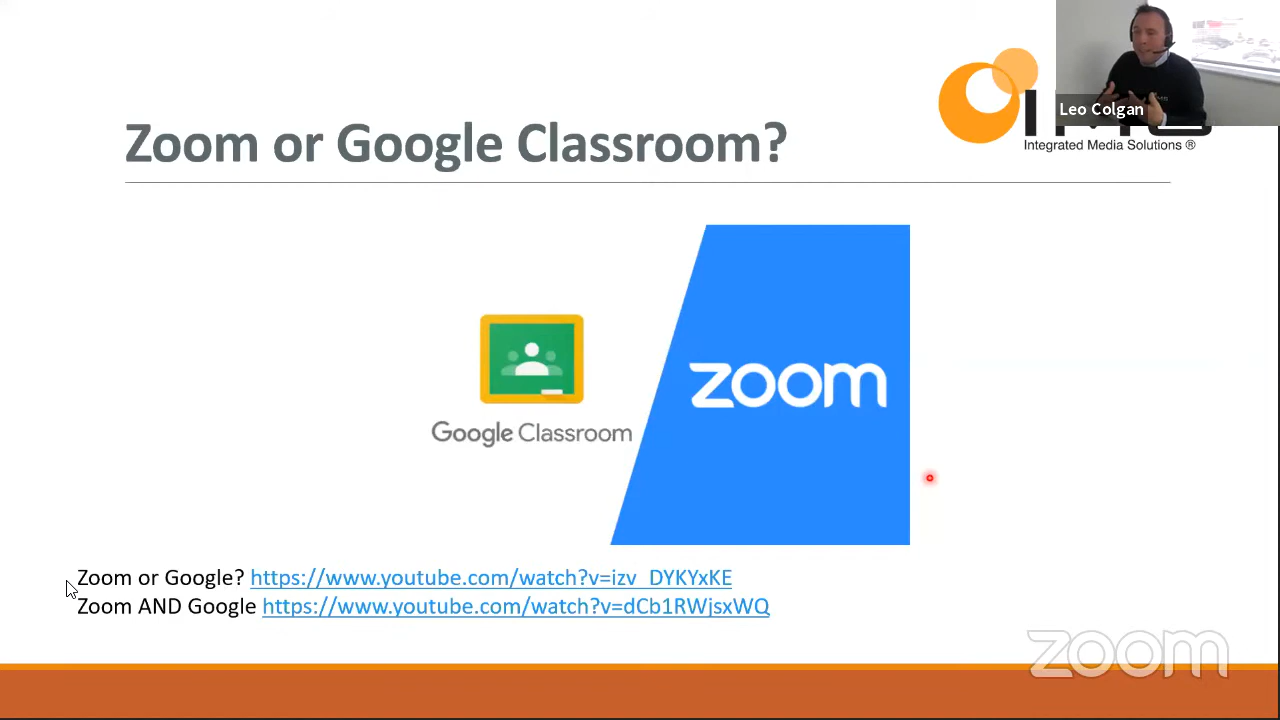 Leo Colgan
Integrated Media Solutions ®
Zoom or Google Classroom?
zoom
Google Classroom
Zoom or Google? https://www.youtube.com/watch?v=izv_DYKYxKE
Zoom AND Google https://www.youtube.com/watch?v=dCb1RWjsxWQ
zoom